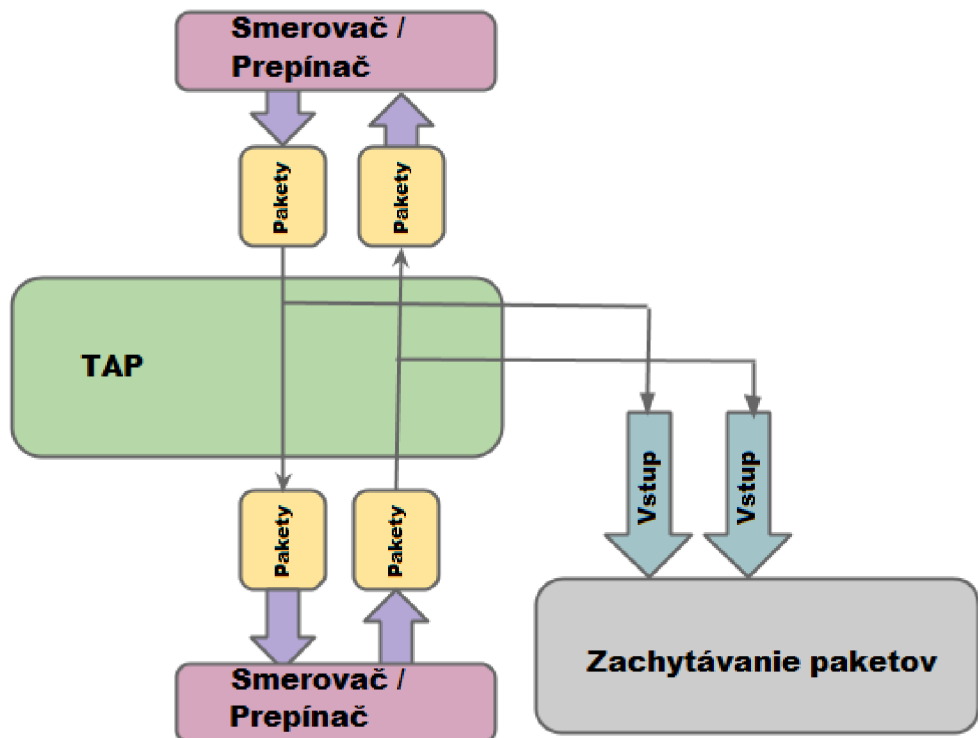 Smerovač /
Prepínač
Pakety
Pakety
TAP
Vstup
Vstup
Pakety
Pakety
Zachytávanie paketov
Smerovač /
Prepínač